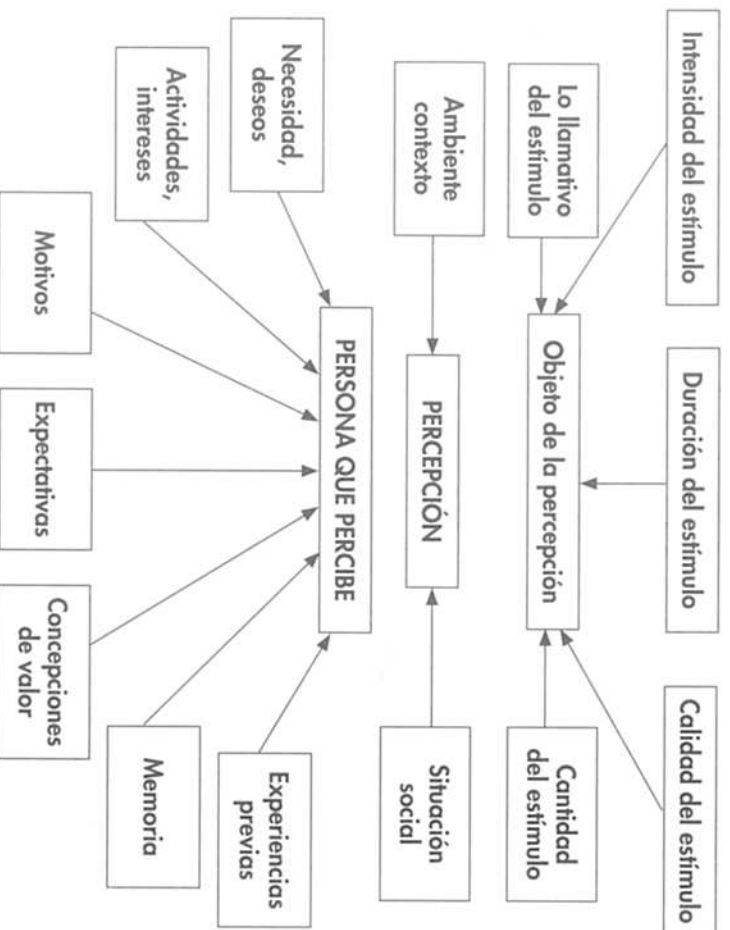 Intensidad del estímulo
Duración del estímulo
Calidad del estímulo
Lo llamativo
del estímulo
Objeto de la percepción
Cantidad
del estímulo
Ambiente
contexto
PERCEPCIÓN
Situación
social
Necesidad,
deseos
PERSONA QUE PERCIBE
Experiencias
previas
Actividades,
intereses
Memoria
Motivos
Expectativas
Concepciones
de valor